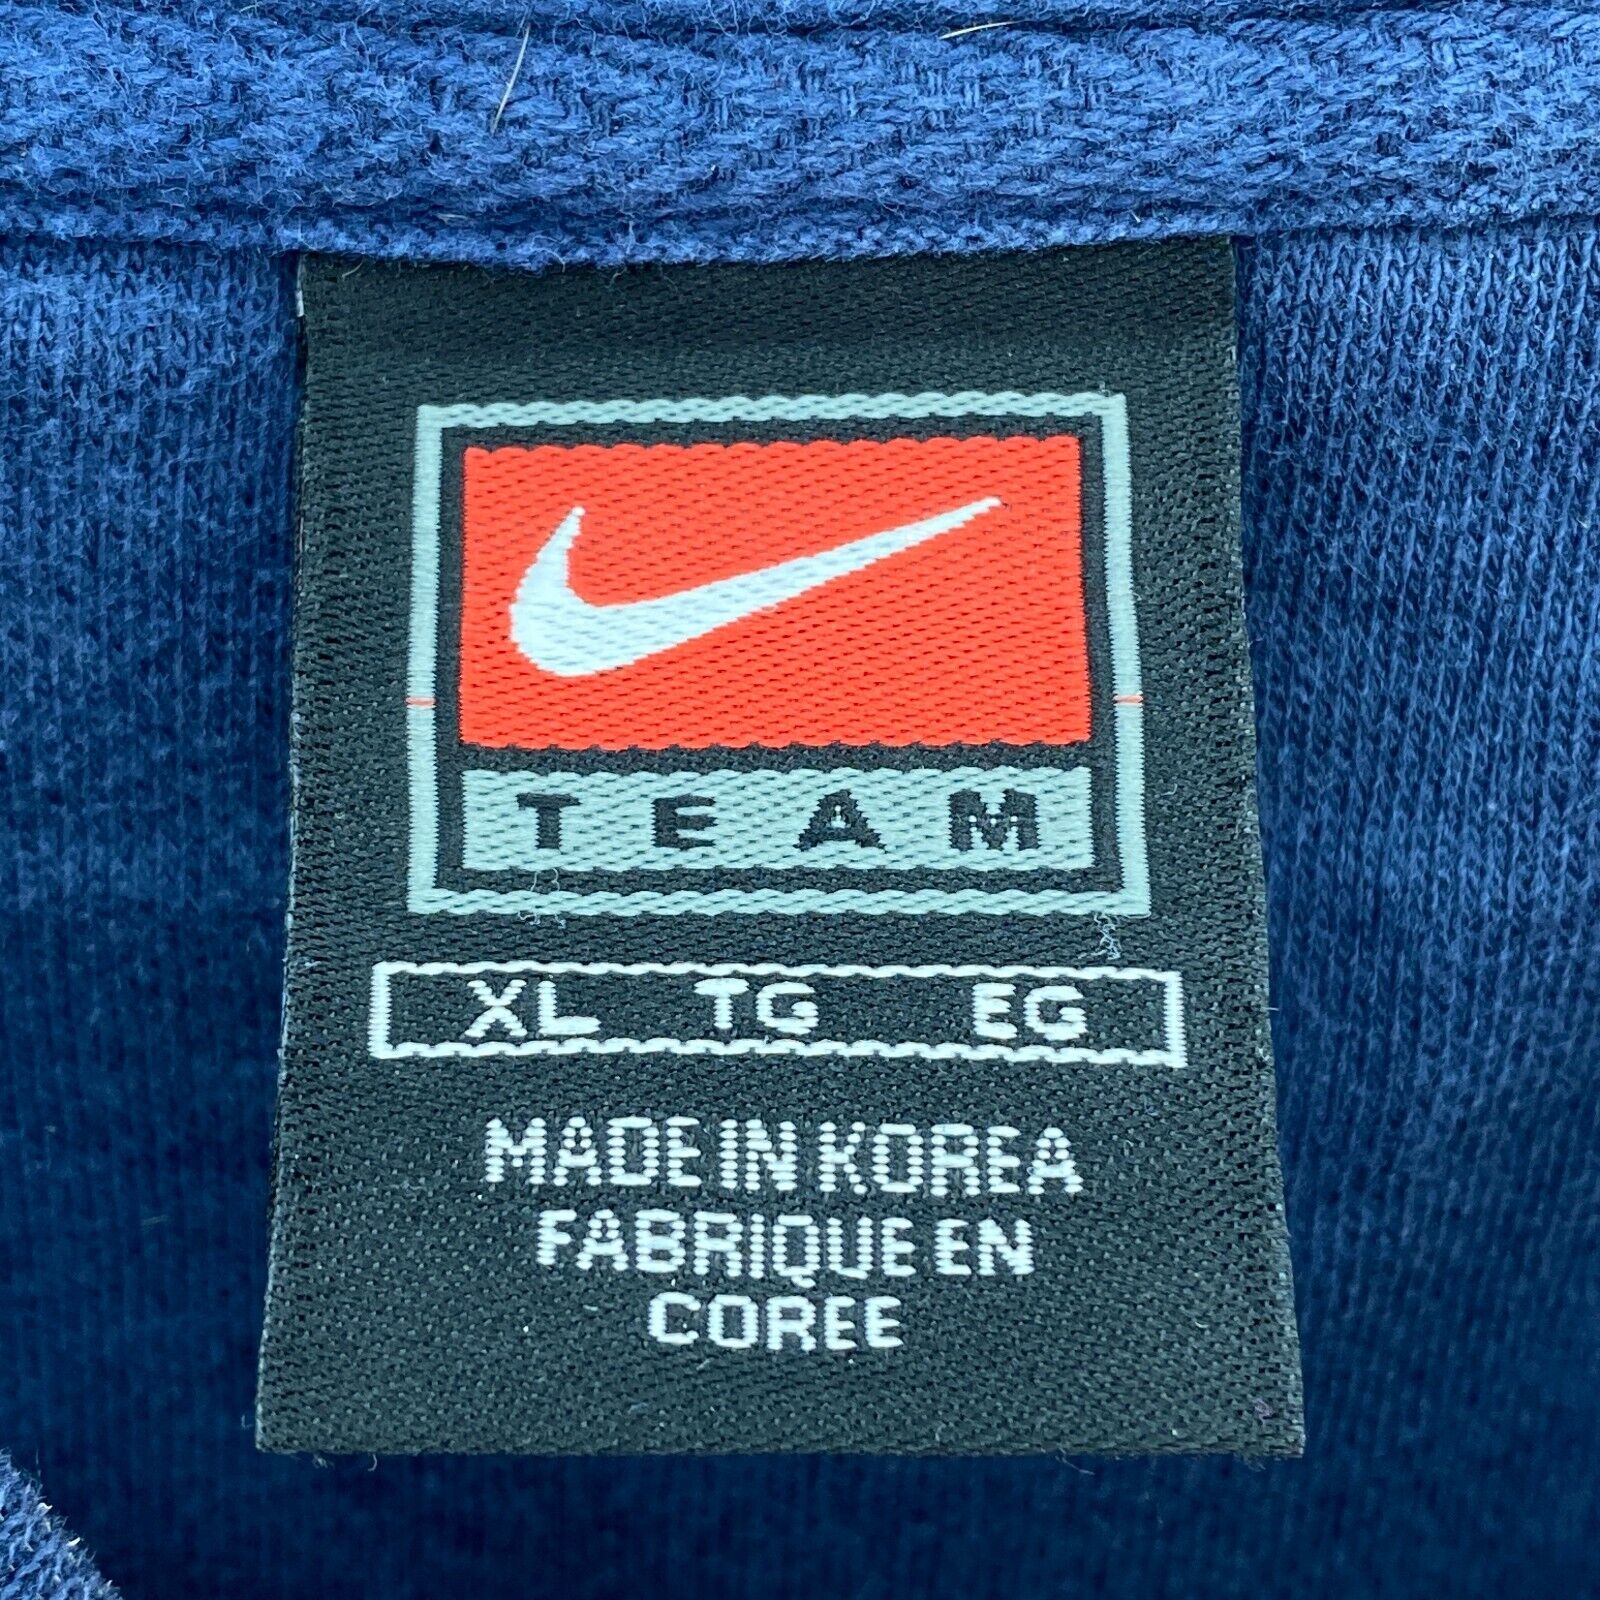 TEAM
XL TG EG
MADE IN KOREA
FABRIQUE EN
COREE